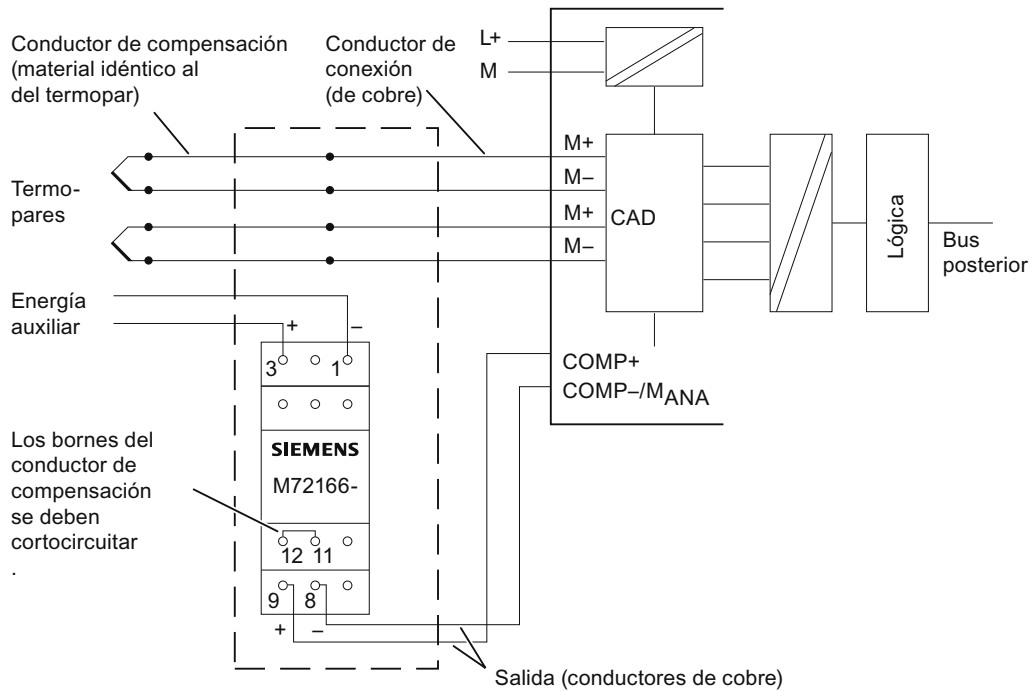 Conductor de compensación
(material idéntico al
del termopar)
Conductor de
conexión
(de cobre)
L+
M
M+
M–
M+
M–
CAD
Lógica
Bus
posterior
Termo-
pares
Energía
auxiliar
+
–
3
1
COMP+
COMP–/MANA
SIEMENS
M72166-
Los bornes del
conductor de
compensación
se deben
cortocircuitar
.
12 11
9
8
+
–
Salida (conductores de cobre)